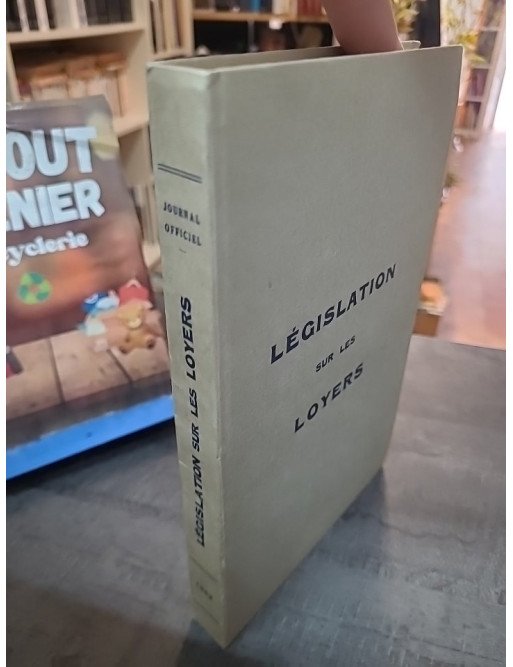 OUT
NIER
yclerie
JOURNAL
OFFICIEL
LÉGISLATION SUR LES LOYERS
LÉGISLATION
SUR LES
LOYERS